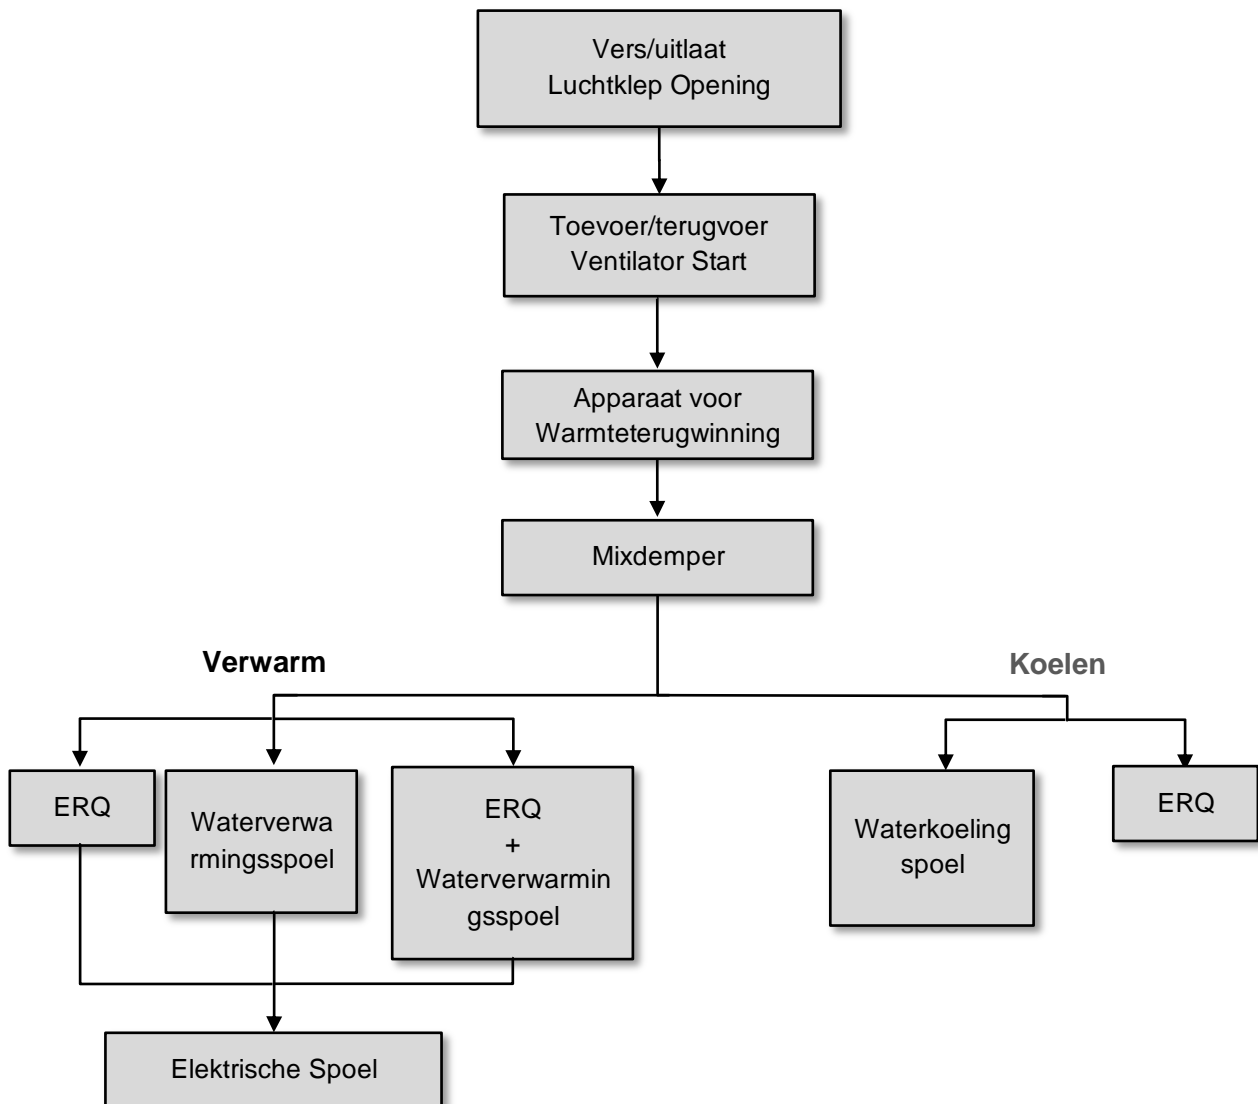 Vers/uitlaat
Luchtklep Opening
Toevoer/terugvoer
Ventilator Start
Apparaat voor
Warmteterugwinning
Mixdemper
Verwarm
Koelen
ERQ
Waterverwa
rmingsspoel
ERQ
+
Waterverwarmin
gsspoel
Waterkoeling
spoel
ERQ
Elektrische Spoel